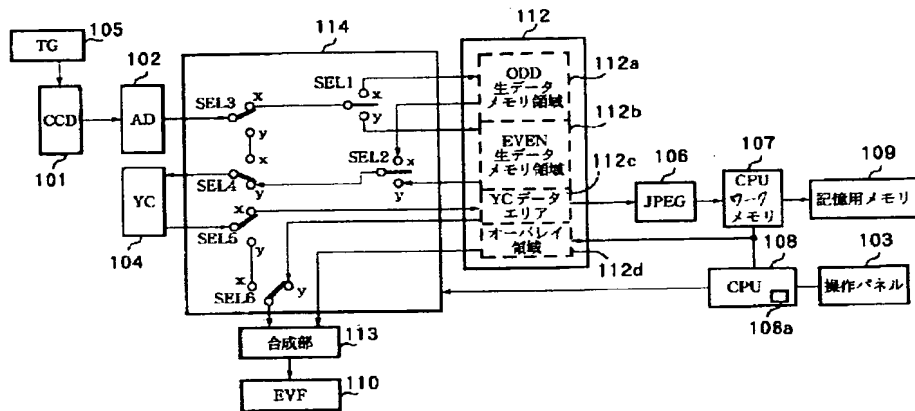 105
TG
102
114
112
CCD
AD
101
SEL3
x
y
SEL1
x
y
ODD
生データ
メモリ領域
112a
112b
EVEN
生データ
メモリ領域
SEL2
x
y
x
SEL4
y
112c
YCデータ
エリア
オーバレイ
領域
112d
YC
104
x
SEL5
y
x
SEL6
y
106
JPEG
107
CPU
ワーク
メモリ
109
記憶用メモリ
108
CPU
108a
103
操作パネル
合成部
113
EVF
110